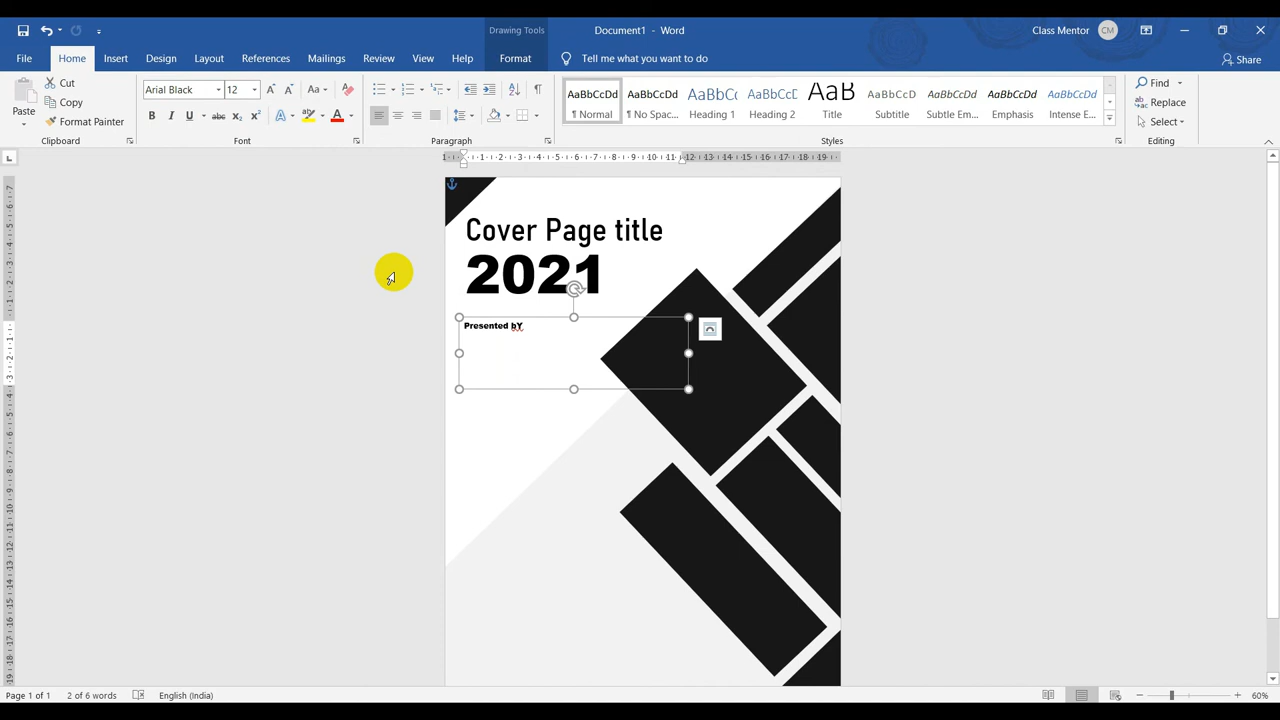 Drawing Tools
Document1 - Word
Class Mentor
CM
File
Home
Insert
Design
Layout
References
Mailings
Review
View
Help
Format
Tell me what you want to do
Share
Paste
Cut
Copy
Format Painter
Clipboard
Arial Black
12
Font
Paragraph
AaBbCcDd
¶ Normal
AaBbCcDd
¶ No Spac...
AaBbCc
Heading 1
AaBbCcD
Heading 2
AaB
Title
AaBbCcD
Subtitle
AaBbCcDd
Subtle Em...
AaBbCcDd
Emphasis
AaBbCcDd
Intense E...
Styles
Find
Replace
Select
Editing
Cover Page title
2021
Presented bY
Page 1 of 1
2 of 6 words
English (India)
60%